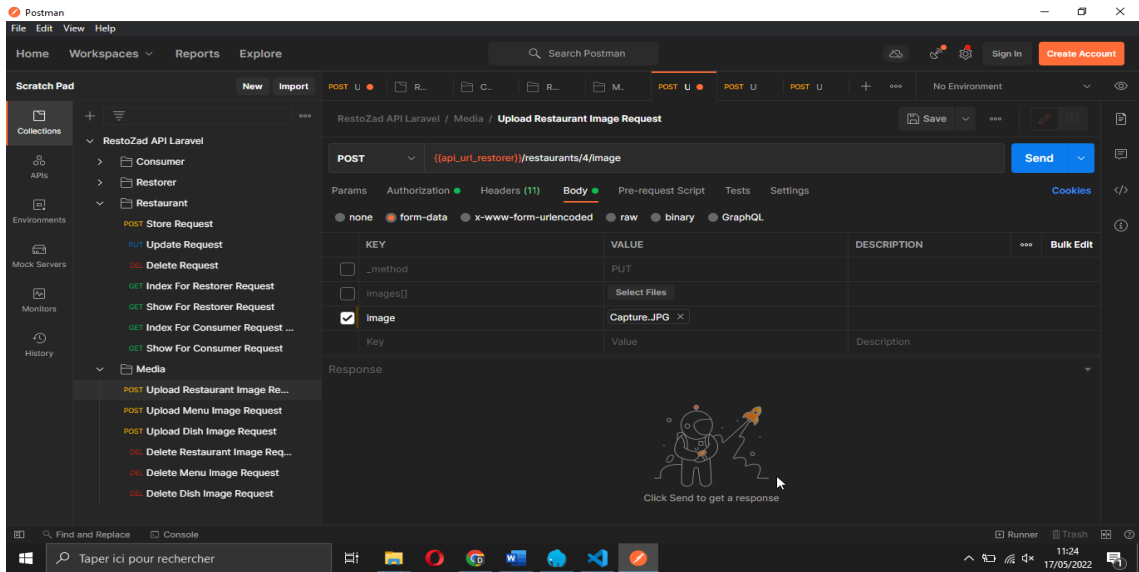 Postman
File Edit View Help
Home Workspaces Reports Explore Search Postman Sign In Create Account
Scratch Pad New Import POST U R... C... R... M.. POST U POST U POST U No Environment
Collections
APIs
Environments
Mock Servers
Monitors
History
RestoZad API Laravel
Consumer
Restorer
Restaurant
POST Store Request
PUT Update Request
DEL Delete Request
GET Index For Restorer Request
GET Show For Restorer Request
GET Index For Consumer Request ...
GET Show For Consumer Request
Media
POST Upload Restaurant Image Re...
POST Upload Menu Image Request
POST Upload Dish Image Request
DEL Delete Restaurant Image Req...
DEL Delete Menu Image Request
DEL Delete Dish Image Request
RestoZad API Laravel / Media / Upload Restaurant Image Request Save
POST {{api_url_restorer}}/restaurants/4/image Send
Params Authorization Headers (11) Body Pre-request Script Tests Settings Cookies
none form-data x-www-form-urlencoded raw binary GraphQL
KEY VALUE DESCRIPTION Bulk Edit
_method PUT
images[] Select Files
image Capture.JPG
Key Value Description
Response
Click Send to get a response
Find and Replace Console Runner Trash
Taper ici pour rechercher
11:24
17/05/2022